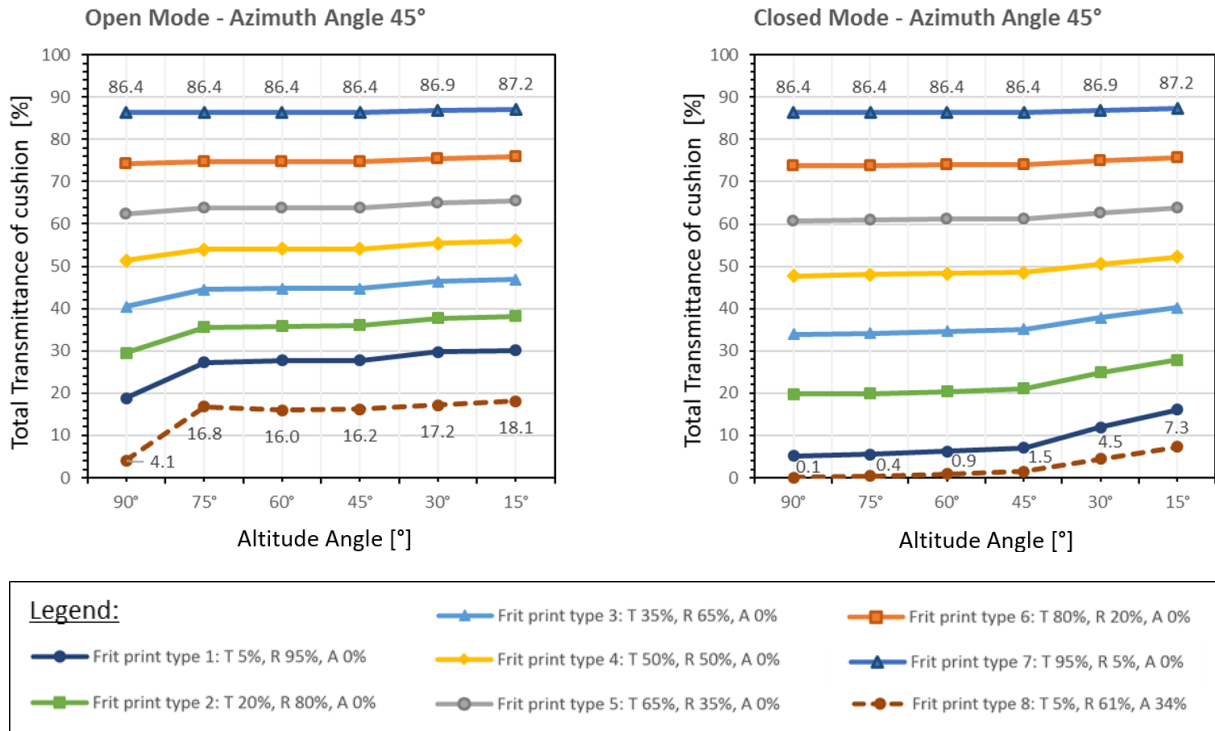 Open Mode - Azimuth Angle 45°
Total Transmittance of cushion [%]
100
90
80
70
60
50
40
30
20
10
0
86.4 86.4 86.4 86.4 86.9 87.2
4.1 16.8 16.0 16.2 17.2 18.1
90° 75° 60° 45° 30° 15°
Altitude Angle [°]
Closed Mode - Azimuth Angle 45°
Total Transmittance of cushion [%]
100
90
80
70
60
50
40
30
20
10
0
86.4 86.4 86.4 86.4 86.9 87.2
0.1 0.4 0.9 1.5 4.5 7.3
90° 75° 60° 45° 30° 15°
Altitude Angle [°]
Legend:
Frit print type 1: T 5%, R 95%, A 0%
Frit print type 2: T 20%, R 80%, A 0%
Frit print type 3: T 35%, R 65%, A 0%
Frit print type 4: T 50%, R 50%, A 0%
Frit print type 5: T 65%, R 35%, A 0%
Frit print type 6: T 80%, R 20%, A 0%
Frit print type 7: T 95%, R 5%, A 0%
Frit print type 8: T 5%, R 61%, A 34%